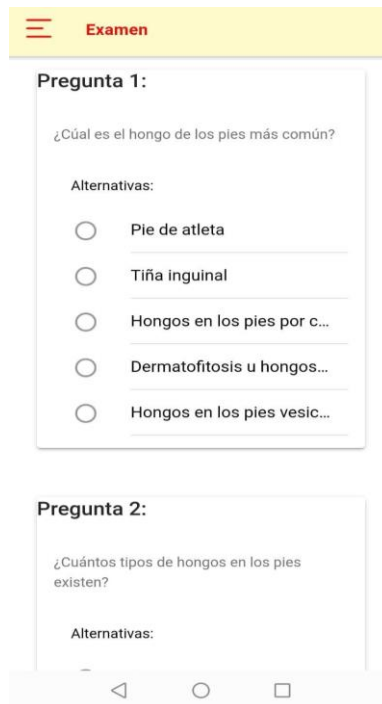 Examen
Pregunta 1:
¿Cúal es el hongo de los pies más común?
Alternativas:
Pie de atleta
Tiña inguinal
Hongos en los pies por c...
Dermatofitosis u hongos...
Hongos en los pies vesic...
Pregunta 2:
¿Cuántos tipos de hongos en los pies
existen?
Alternativas: